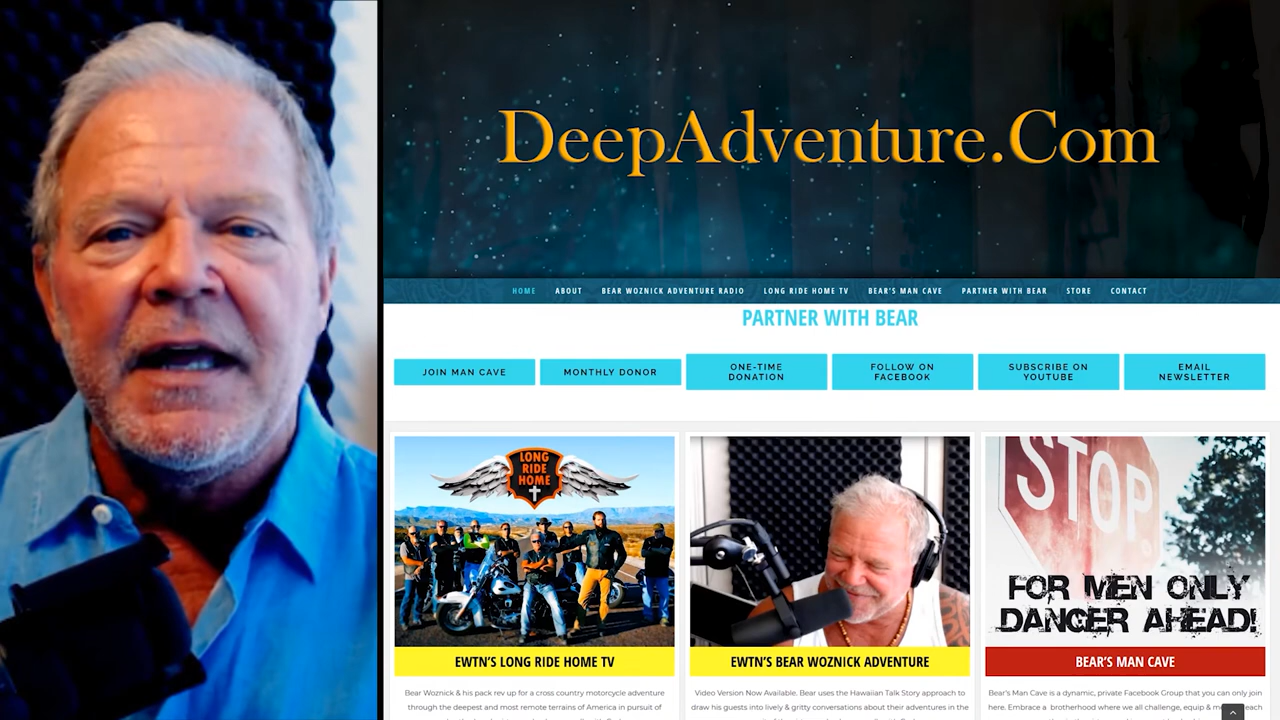 DeepAdventure.Com
HOME ABOUT BEAR WOZNICK ADVENTURE RADIO LONG RIDE HOME TV BEAR'S MAN CAVE PARTNER WITH BEAR STORE CONTACT
PARTNER WITH BEAR
JOIN MAN CAVE
MONTHLY DONOR
ONE-TIME
DONATION
FOLLOW ON
FACEBOOK
SUBSCRIBE ON
YOUTUBE
EMAIL
NEWSLETTER
LONG
RIDE
HOME
EWTN'S LONG RIDE HOME TV
Bear Woznick & his pack rev up for a cross country motorcycle adventure
through the deepest and most remote terrains of America in pursuit of
EWTN'S BEAR WOZNICK ADVENTURE
Video Version Now Available. Bear uses the Hawaiian Talk Story approach to
draw his guests into lively & gritty conversations about their adventures in the
STOP
FOR MEN ONLY
DANGER AHEAD!
BEAR'S MAN CAVE
Bear's Man Cave is a dynamic, private Facebook Group that you can only join
here. Embrace a brotherhood where we all challenge, equip &